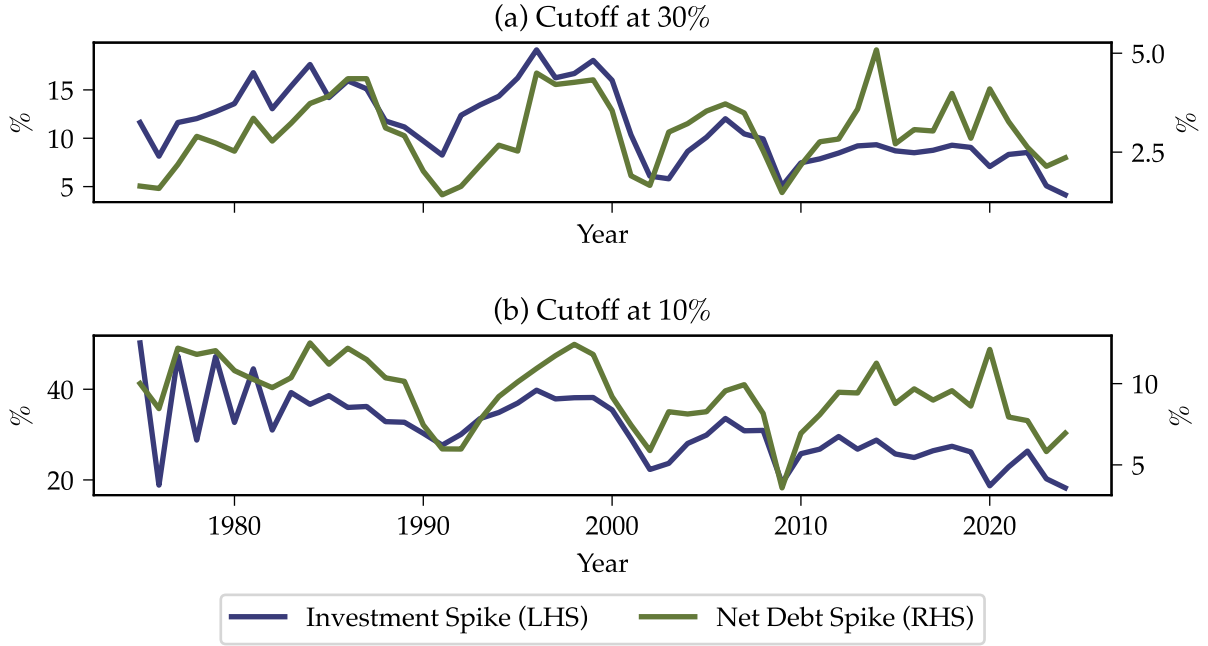 (a) Cutoff at 30%
15
10
5
%
5.0
2.5
%
Year
(b) Cutoff at 10%
40
20
%
10
5
%
1980 1990 2000 2010 2020
Year
Investment Spike (LHS) Net Debt Spike (RHS)